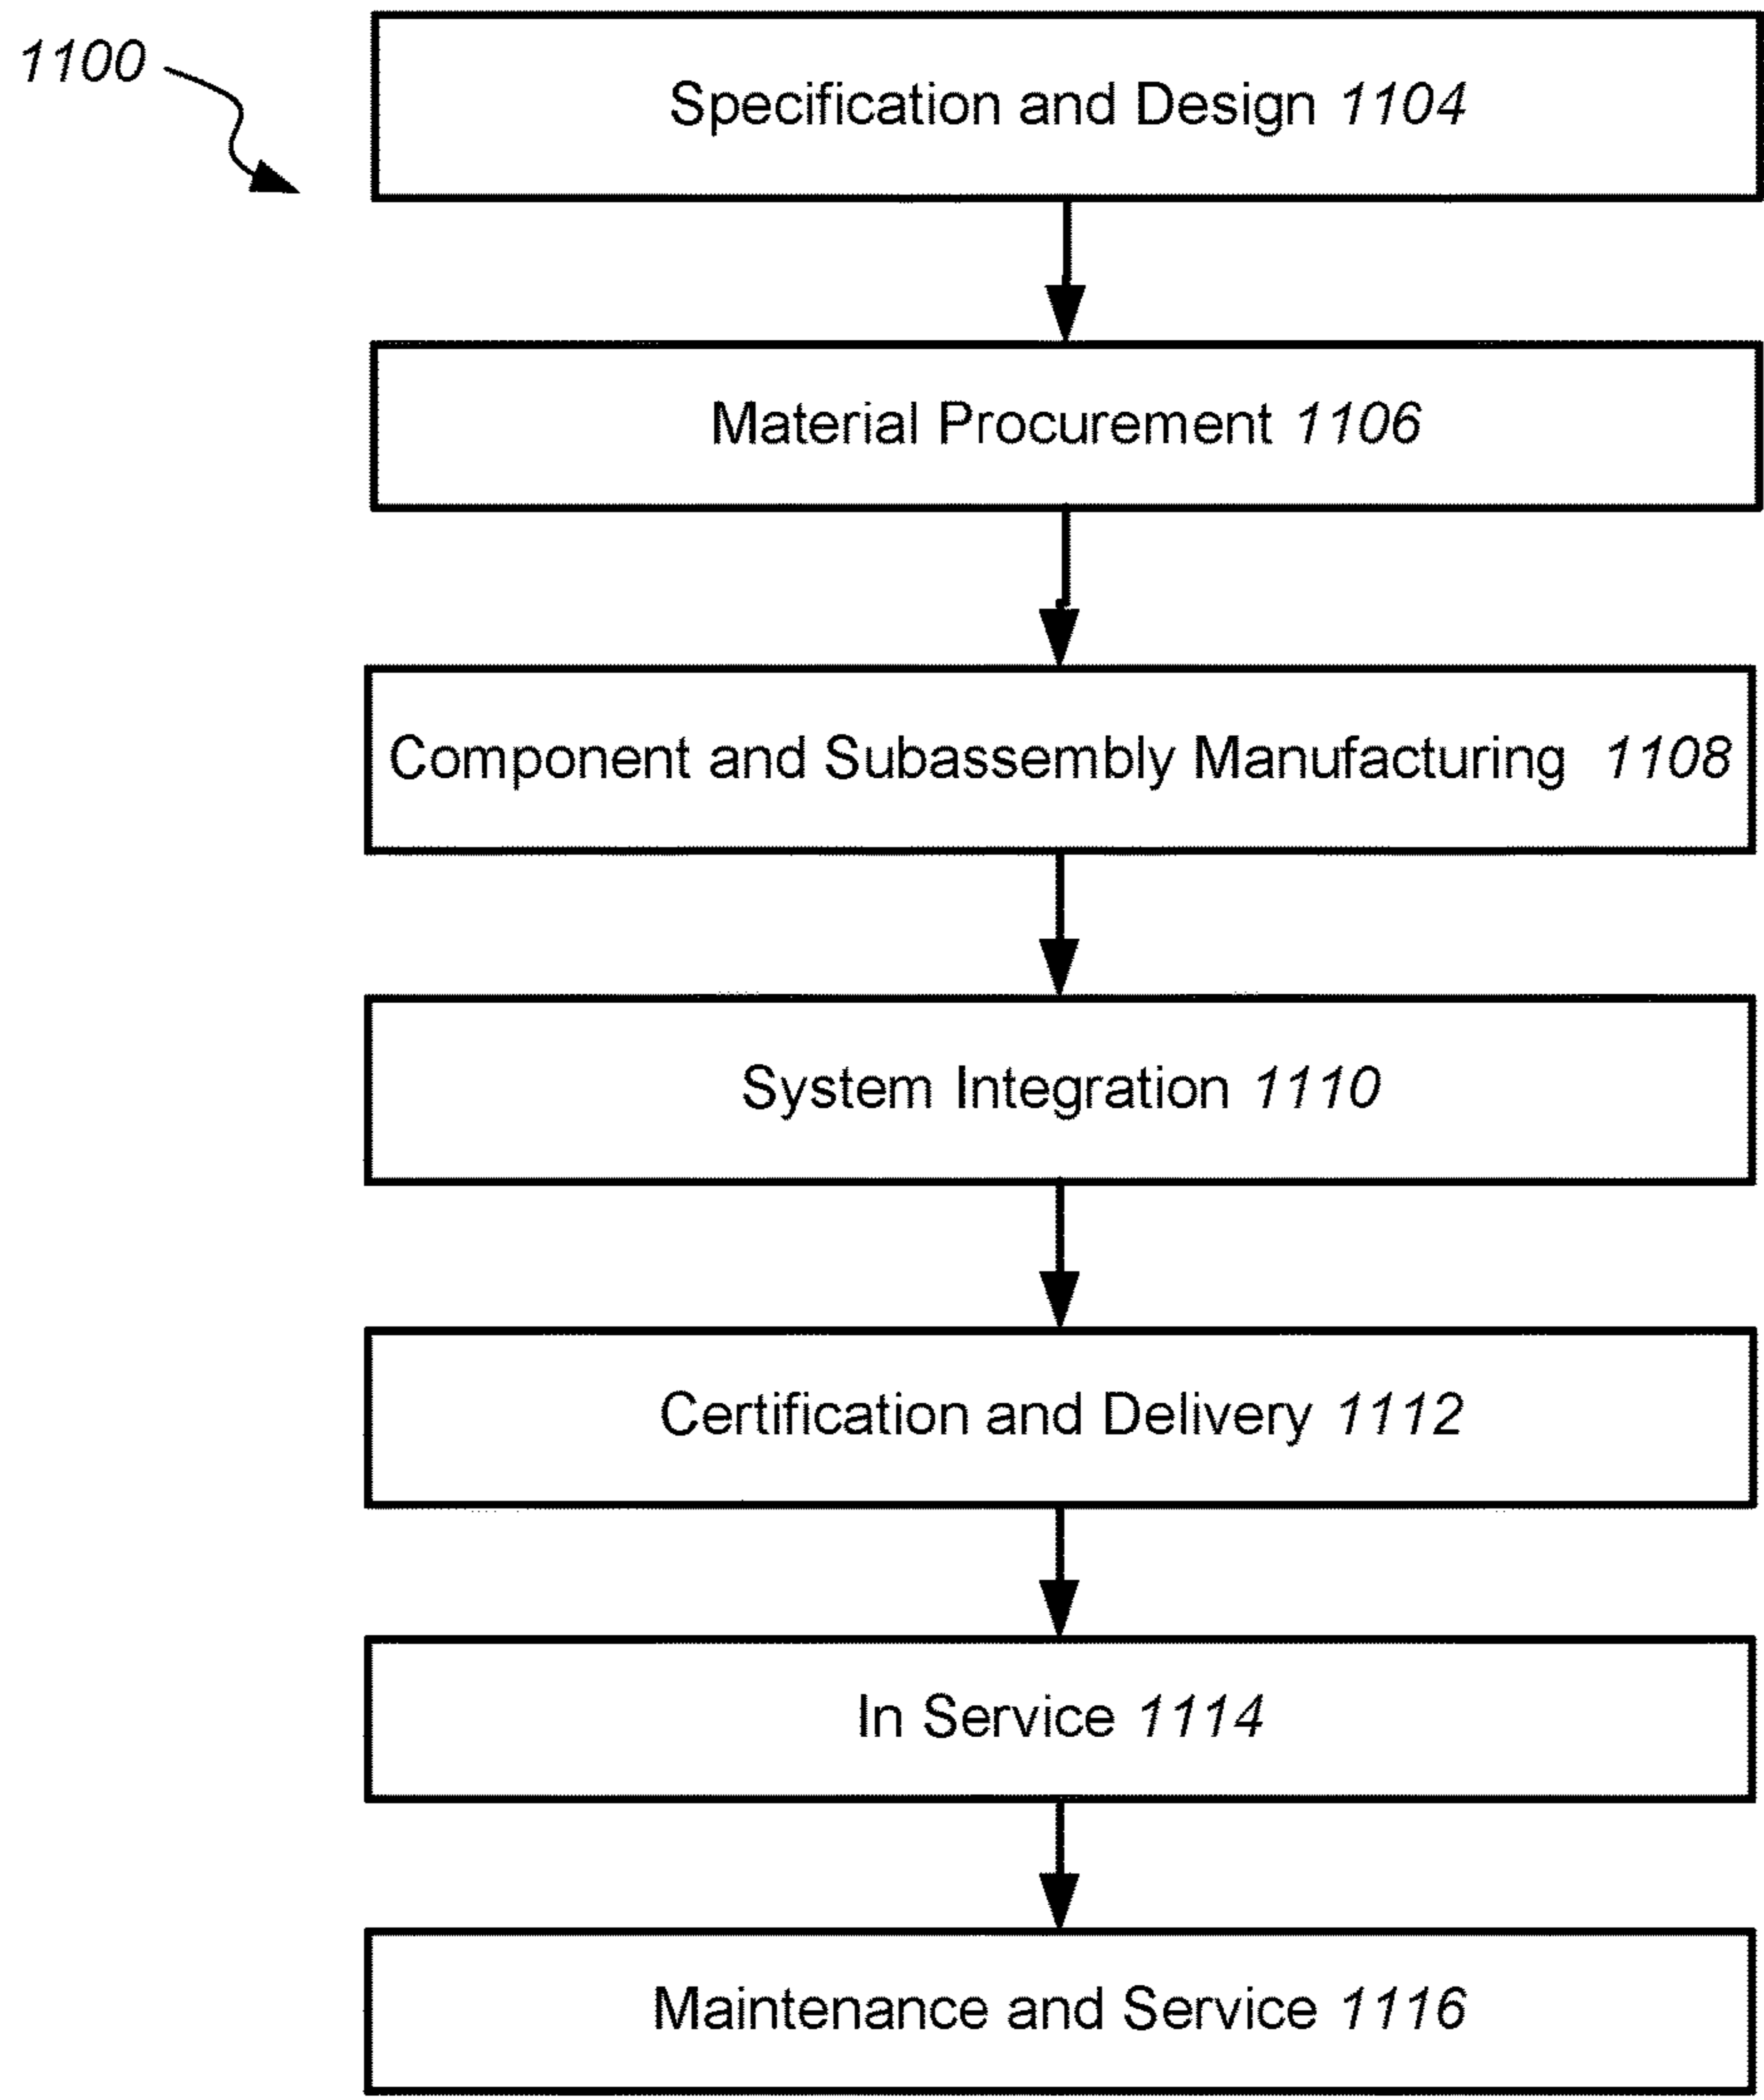 1100
Specification and Design 1104
Material Procurement 1106
Component and Subassembly Manufacturing 1108
System Integration 1110
Certification and Delivery 1112
In Service 1114
Maintenance and Service 1116